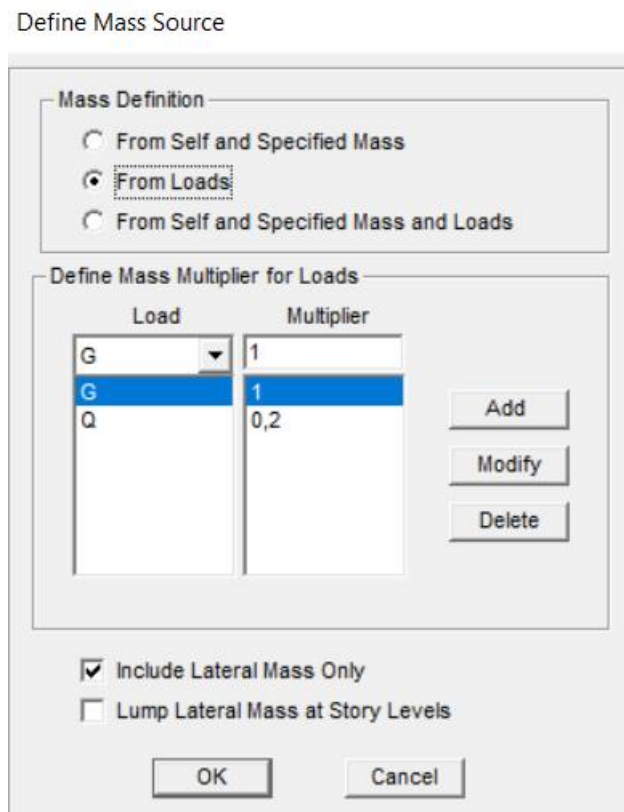 Define Mass Source
Mass Definition
From Self and Specified Mass
From Loads
From Self and Specified Mass and Loads
Define Mass Multiplier for Loads
Load Multiplier
G 1
G 1
Q 0,2
Add
Modify
Delete
Include Lateral Mass Only
Lump Lateral Mass at Story Levels
OK Cancel